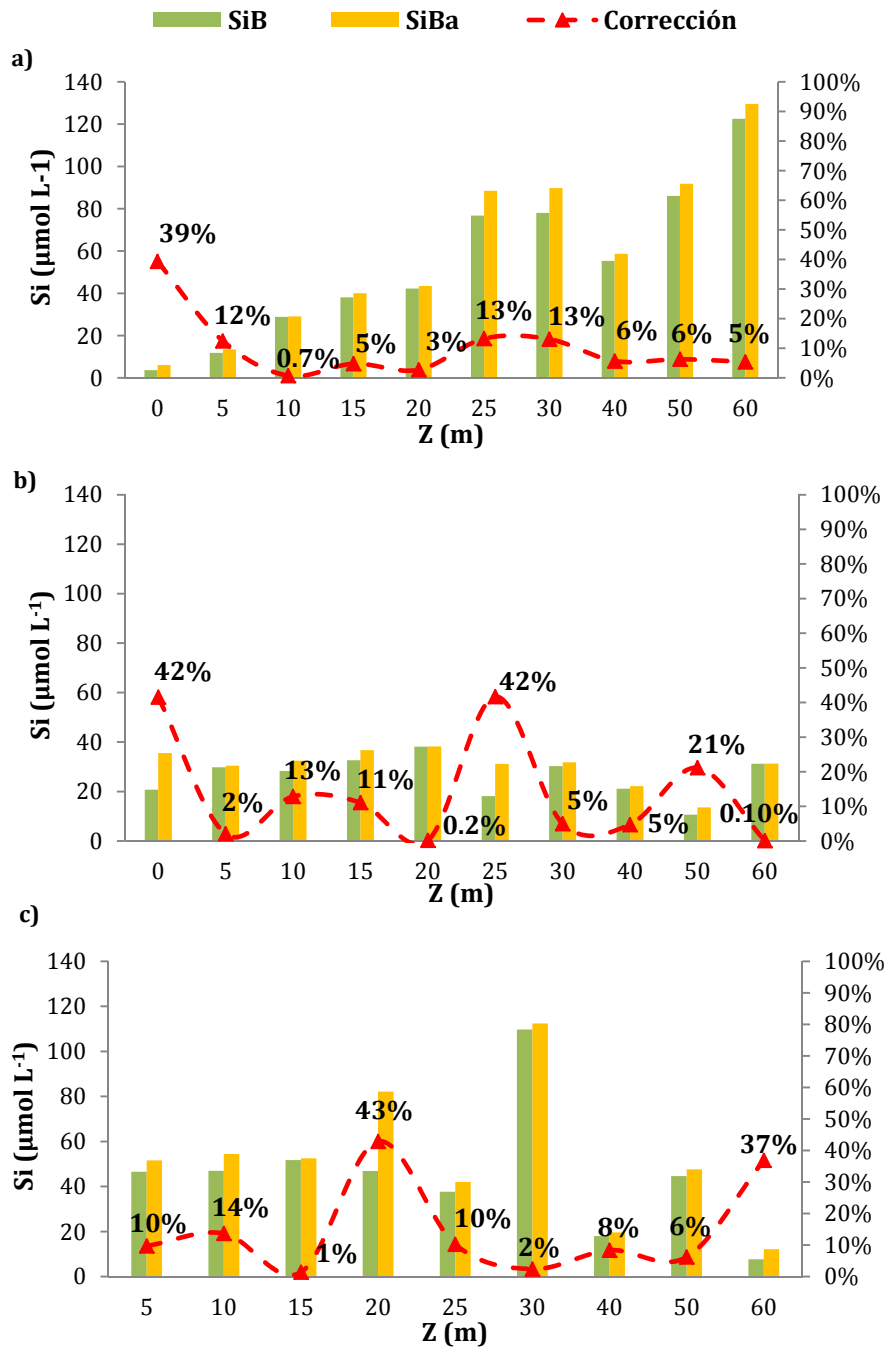 SiB SiBa Corrección
a)
140 100%
90%
120
80%
100 70%
80 60%
50%
60
40%
40 30%
20%
20
10%
0 0%
Si (µmol L-1)
39% 12% 0.7% 5% 3% 13% 13% 6% 6% 5%
0 5 10 15 20 25 30 40 50 60
Z (m)
b)
140 100%
90%
120
80%
100 70%
80 60%
50%
60
40%
40 30%
20%
20
10%
0 0%
Si (µmol L⁻¹)
42% 2% 13% 11% 0.2% 42% 5% 5% 21% 0.10%
0 5 10 15 20 25 30 40 50 60
Z (m)
c)
140 100%
90%
120
80%
100 70%
80 60%
50%
60
40%
40 30%
20%
20
10%
0 0%
Si (µmol L⁻¹)
10% 14% 1% 43% 10% 2% 8% 6% 37%
5 10 15 20 25 30 40 50 60
Z (m)